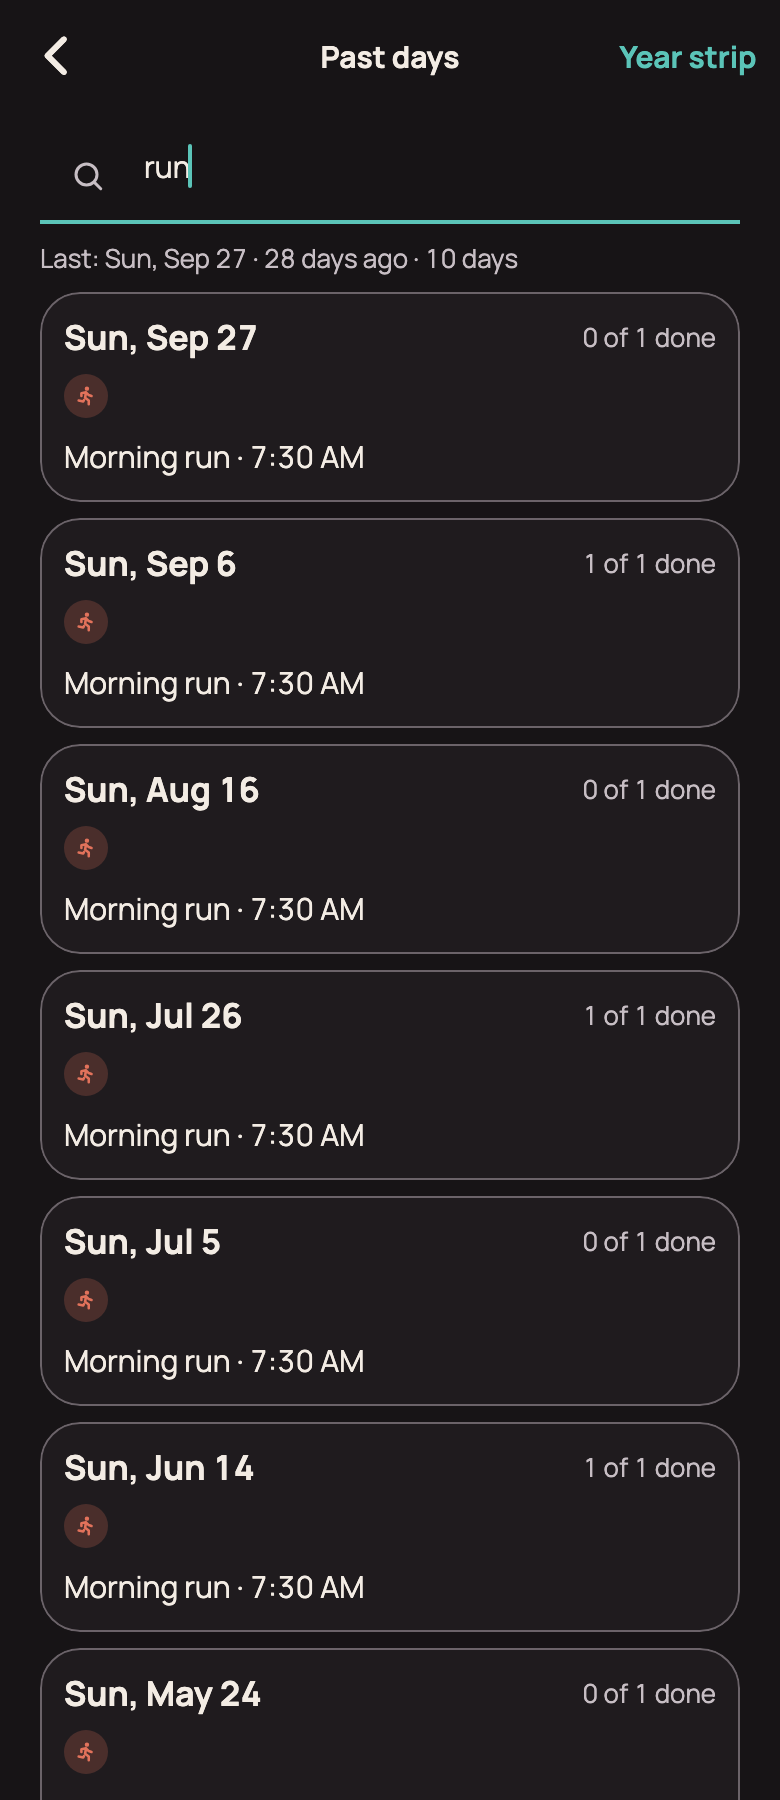 Past days
Year strip
run
Last: Sun, Sep 27 · 28 days ago · 10 days
Sun, Sep 27
0 of 1 done
Morning run · 7:30 AM
Sun, Sep 6
1 of 1 done
Morning run · 7:30 AM
Sun, Aug 16
0 of 1 done
Morning run · 7:30 AM
Sun, Jul 26
1 of 1 done
Morning run · 7:30 AM
Sun, Jul 5
0 of 1 done
Morning run · 7:30 AM
Sun, Jun 14
1 of 1 done
Morning run · 7:30 AM
Sun, May 24
0 of 1 done